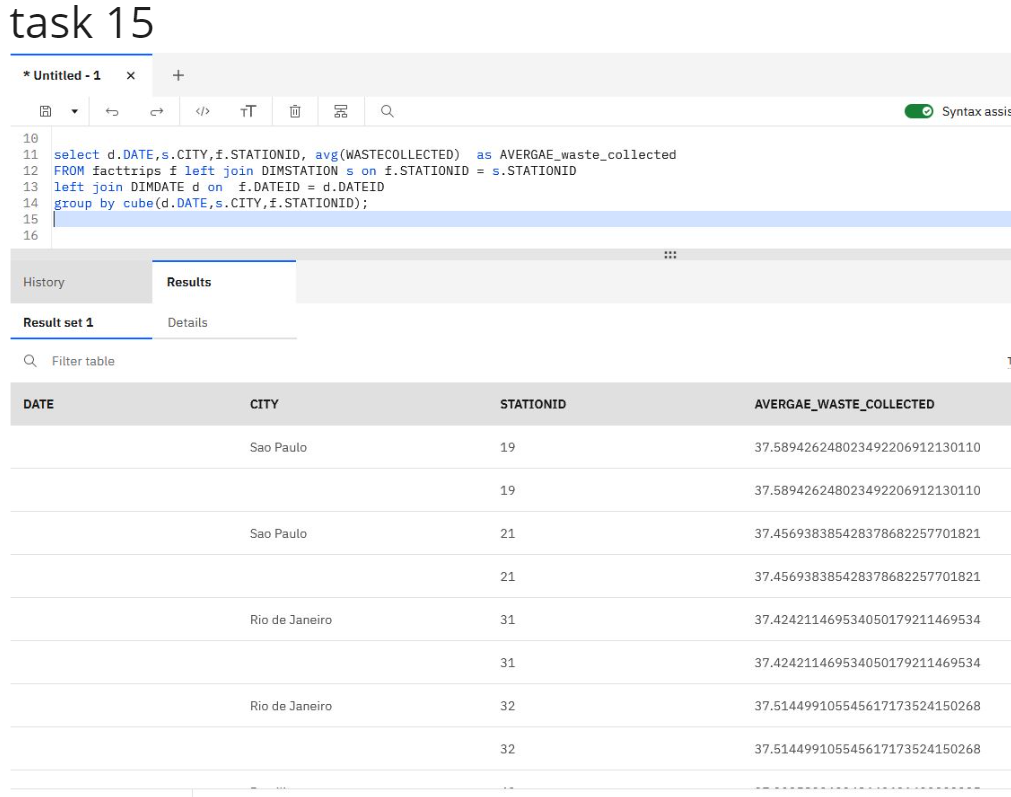 task 15
* Untitled - 1 × +
Syntax assis
10
11 select d.DATE,s.CITY,f.STATIONID, avg(WASTECOLLECTED)  as AVERGAE_waste_collected
12 FROM facttrips f left join DIMSTATION s on f.STATIONID = s.STATIONID
13 left join DIMDATE d on  f.DATEID = d.DATEID
14 group by cube(d.DATE,s.CITY,f.STATIONID);
15
16
History Results
Result set 1 Details
Filter table
DATE CITY STATIONID AVERGAE_WASTE_COLLECTED
Sao Paulo 19 37.589426248023492206912130110
19 37.589426248023492206912130110
Sao Paulo 21 37.456938385428378682257701821
21 37.456938385428378682257701821
Rio de Janeiro 31 37.424211469534050179211469534
31 37.424211469534050179211469534
Rio de Janeiro 32 37.514499105545617173524150268
32 37.514499105545617173524150268